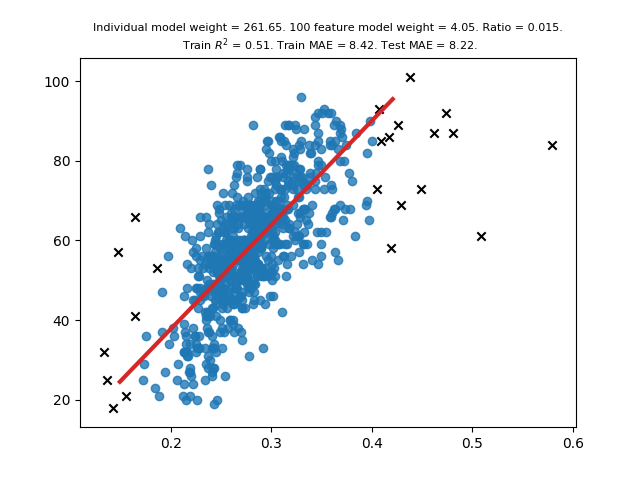 Individual model weight = 261.65. 100 feature model weight = 4.05. Ratio = 0.015.
Train R² = 0.51. Train MAE = 8.42. Test MAE = 8.22.
100
80
60
40
20
0.2 0.3 0.4 0.5 0.6